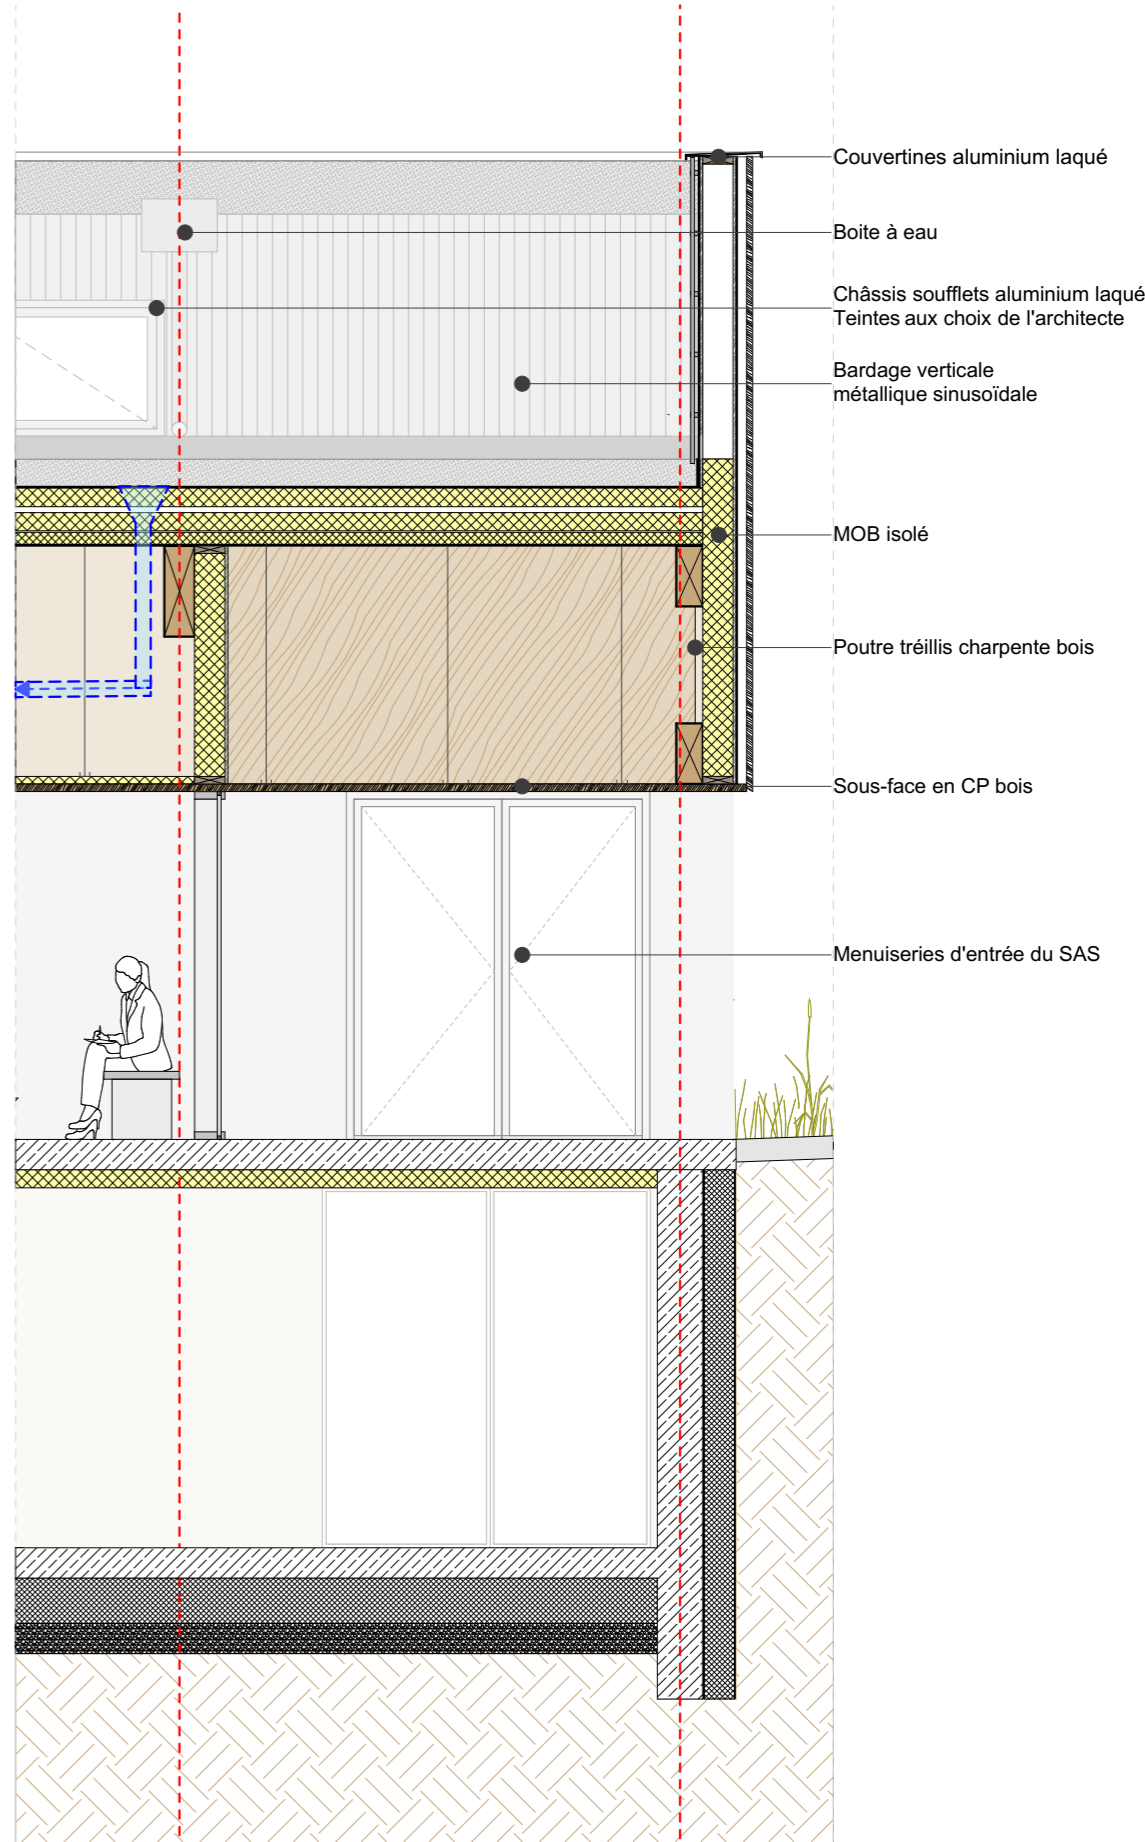 Couvertines aluminium laqué
Boite à eau
Châssis soufflets aluminium laqué
Teintes aux choix de l'architecte
Bardage verticale
métallique sinusoïdale
MOB isolé
Poutre tréillis charpente bois
Sous-face en CP bois
Menuiseries d'entrée du SAS